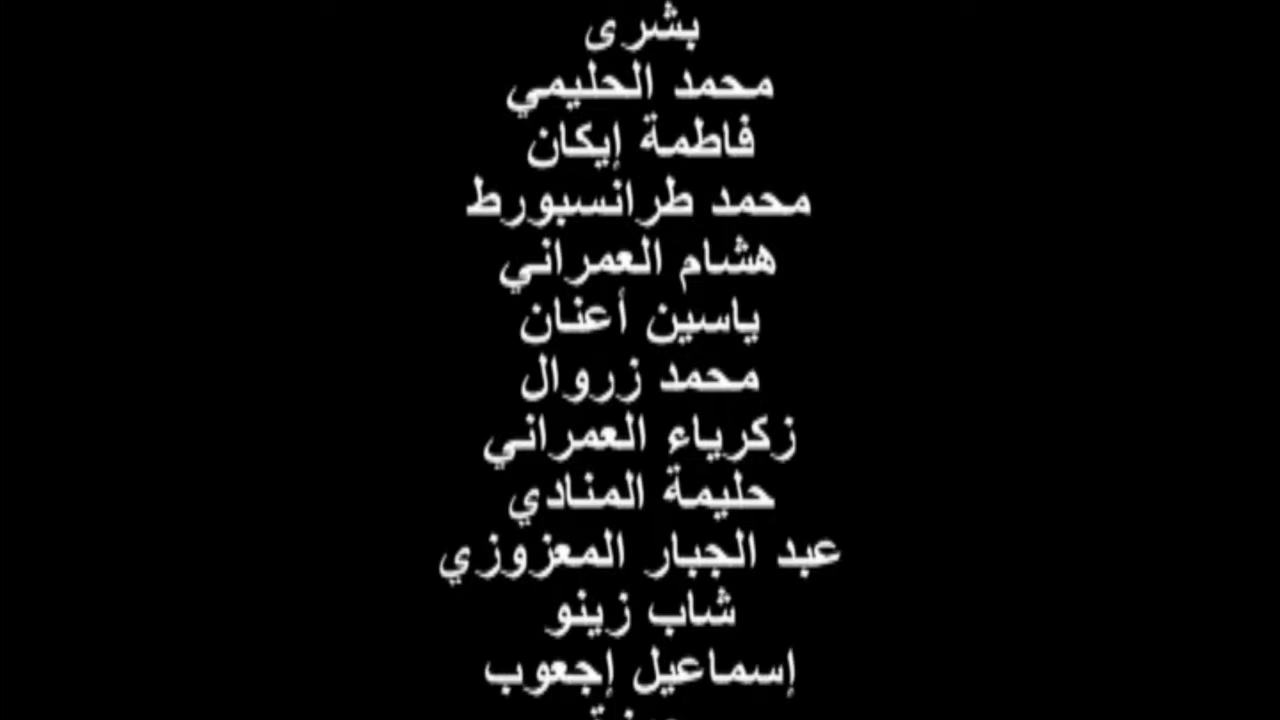 بشرى
محمد الحليمي
فاطمة إيكان
محمد طرانسبورط
هشام العمراني
ياسين أعنان
محمد زروال
زكرياء العمراني
حليمة المنادي
عبد الجبار المعزوزي
شاب زينو
إسماعيل إجعوب